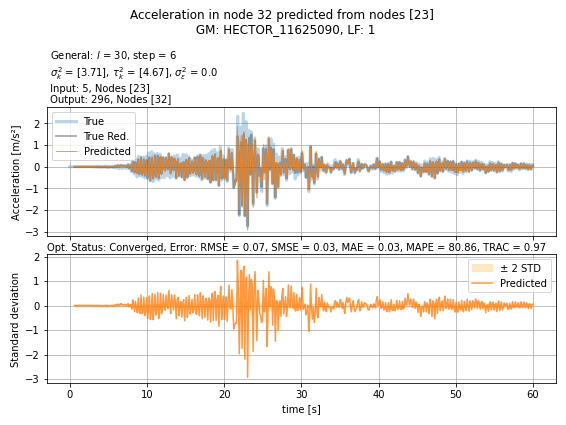 Acceleration in node 32 predicted from nodes [23]
GM: HECTOR_11625090, LF: 1
General: l = 30, step = 6
σ²ₖ = [3.71], τ²ₖ = [4.67], σ²ε = 0.0
Input: 5, Nodes [23]
Output: 296, Nodes [32]
True
True Red.
Predicted
Acceleration [m/s²]
2
1
0
−1
−2
−3
Opt. Status: Converged, Error: RMSE = 0.07, SMSE = 0.03, MAE = 0.03, MAPE = 80.86, TRAC = 0.97
± 2 STD
Predicted
Standard deviation
2
1
0
−1
−2
−3
0 10 20 30 40 50 60
time [s]